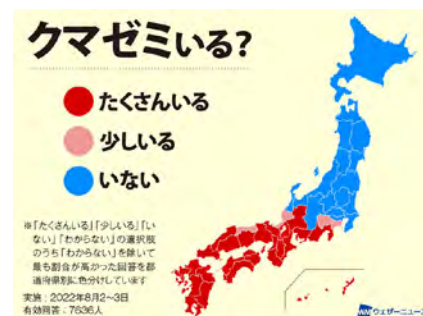 クマゼミいる?
たくさんいる
少しいる
いない
※「たくさんいる」「少しいる」「い
ない」「わからない」の選択肢
のうち「わからない」を除いて
最も割合が高かった回答を都
道府県別に色分けしています
実施:2022年8月2〜3日
有効回答:7636人
ウェザーニュース